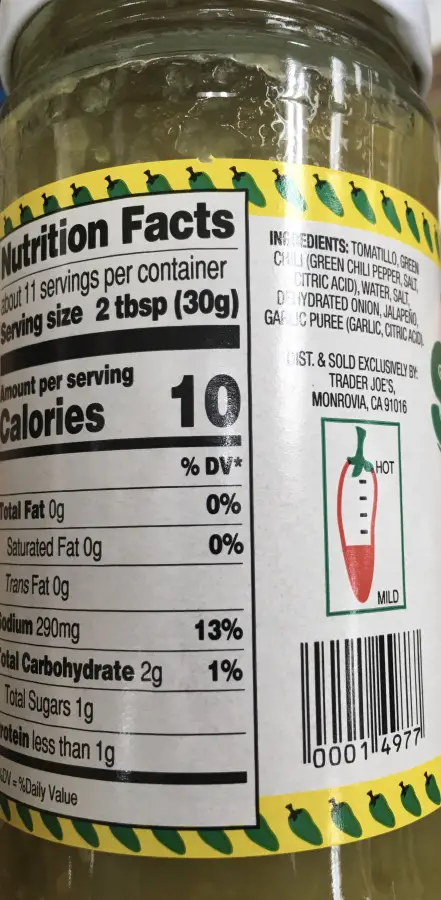 Nutrition Facts
about 11 servings per container
Serving size 2 tbsp (30g)
Amount per serving
Calories 10
% DV*
Total Fat 0g 0%
Saturated Fat 0g 0%
Trans Fat 0g
Sodium 290mg 13%
Total Carbohydrate 2g 1%
Total Sugars 1g
Protein less than 1g
%DV = %Daily Value
INGREDIENTS: TOMATILLO, GREEN
CHILI (GREEN CHILI PEPPER, SALT,
CITRIC ACID), WATER, SALT,
DEHYDRATED ONION, JALAPEÑO,
GARLIC PUREE (GARLIC, CITRIC ACID).
DIST. & SOLD EXCLUSIVELY BY:
TRADER JOE'S,
MONROVIA, CA 91016
HOT
MILD
0001 4977
S